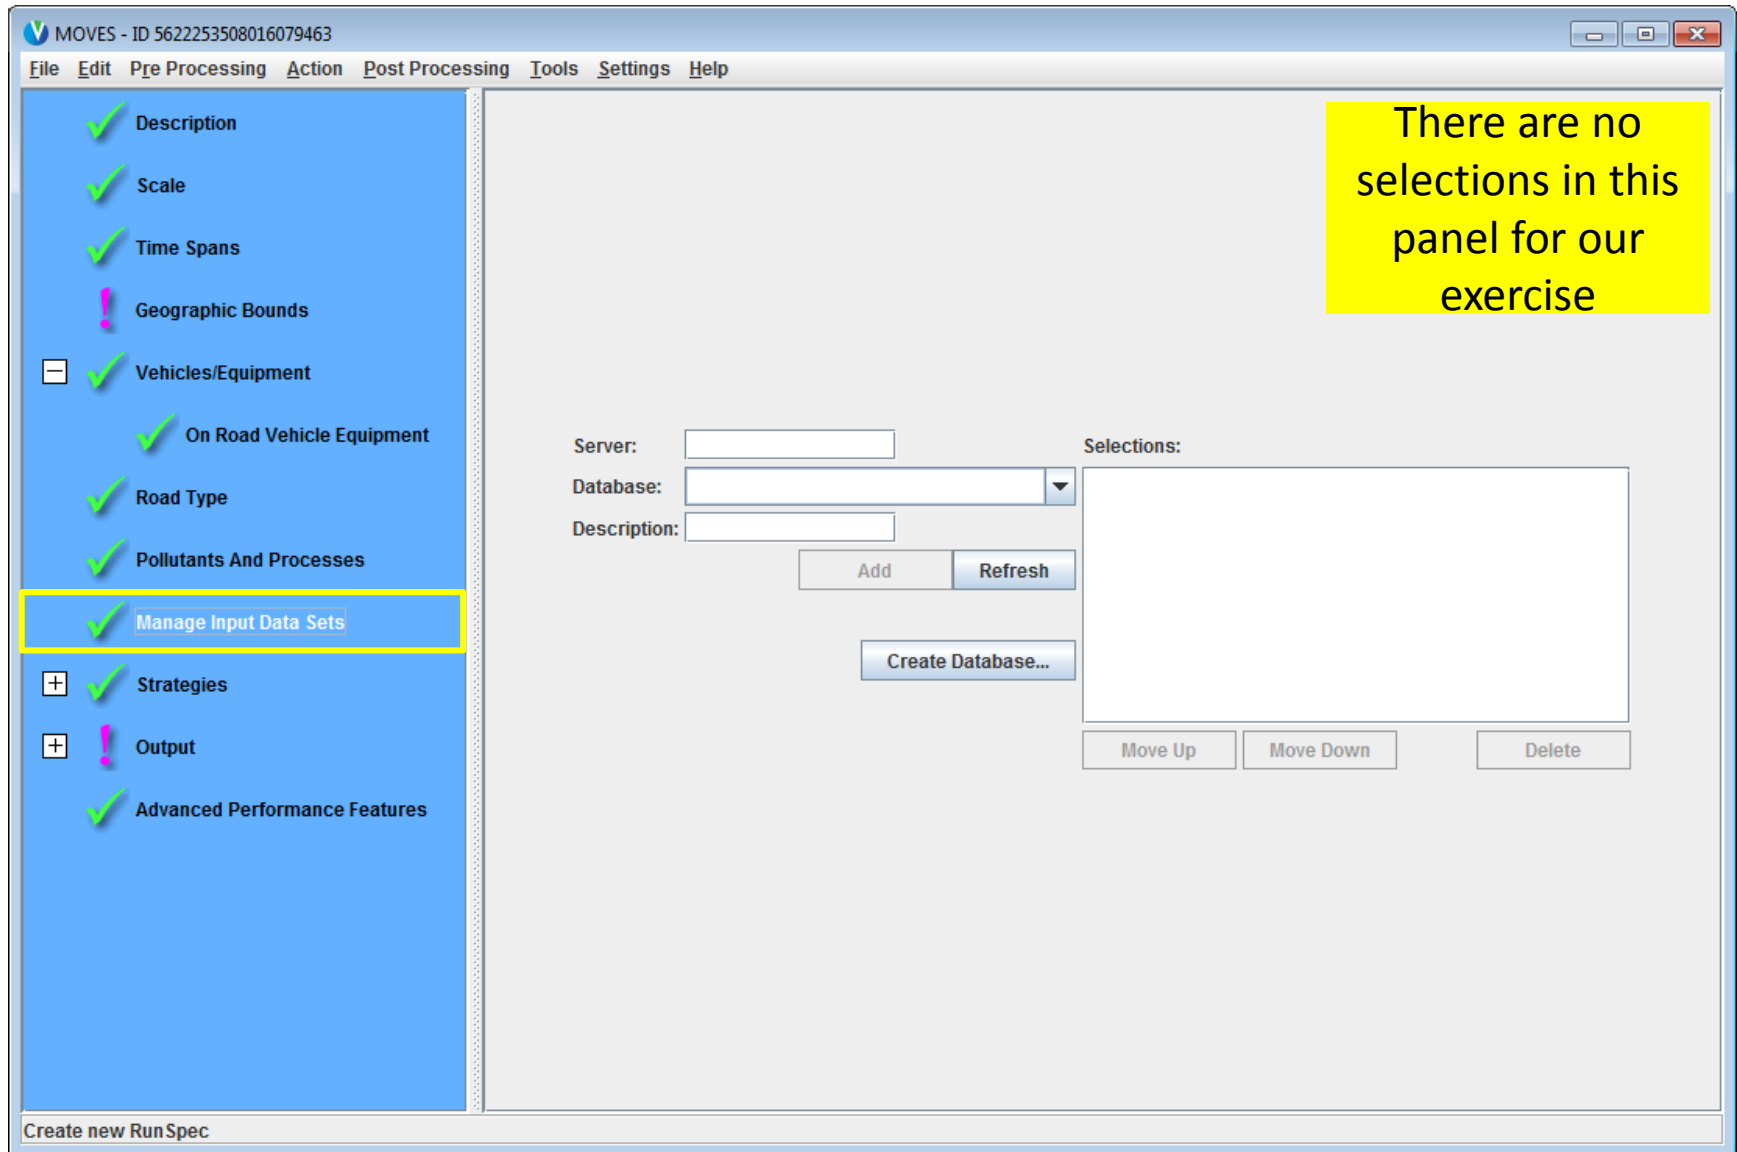 MOVES - ID 5622253508016079463
File Edit Pre Processing Action Post Processing Tools Settings Help
Description
Scale
Time Spans
Geographic Bounds
Vehicles/Equipment
On Road Vehicle Equipment
Road Type
Pollutants And Processes
Manage Input Data Sets
Strategies
Output
Advanced Performance Features
There are no
selections in this
panel for our
exercise
Server:
Database:
Description:
Add Refresh
Create Database...
Selections:
Move Up Move Down Delete
Create new RunSpec